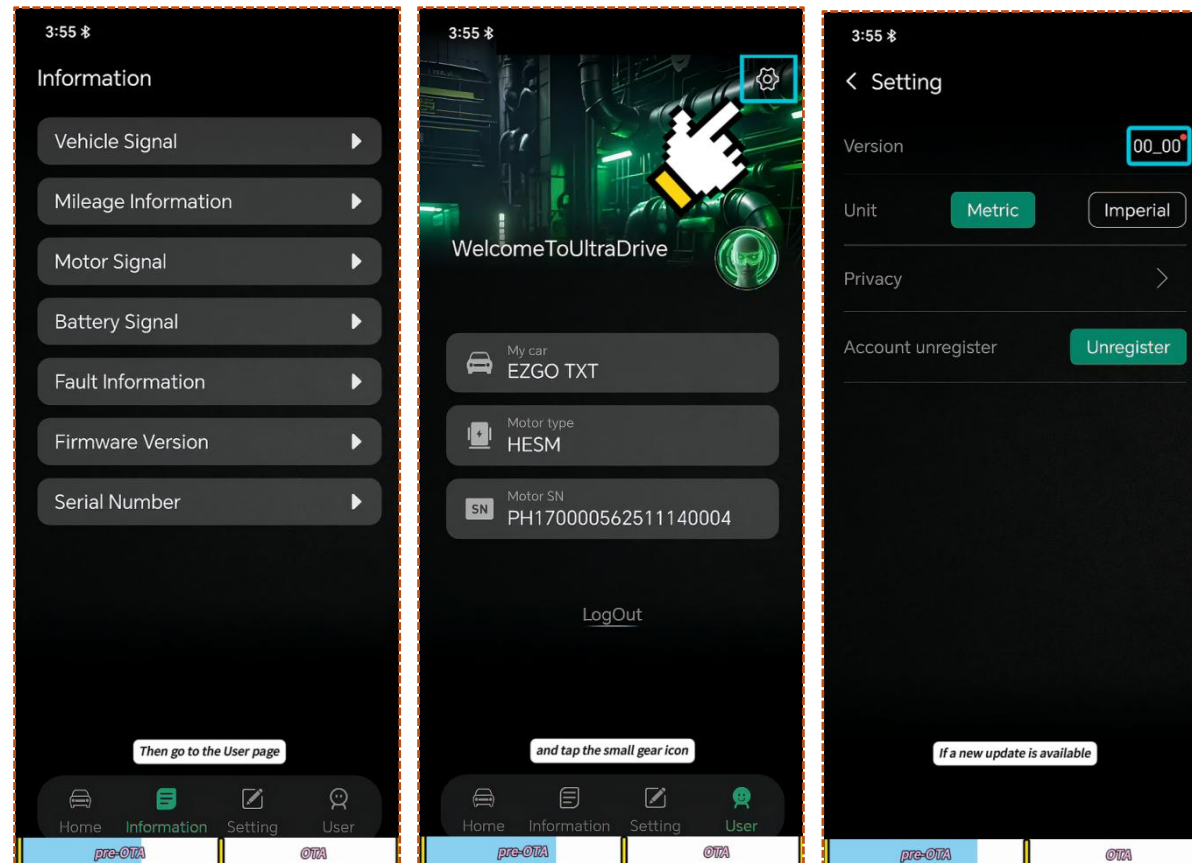 3:55
Information
Vehicle Signal
Mileage Information
Motor Signal
Battery Signal
Fault Information
Firmware Version
Serial Number
Then go to the User page
Home Information Setting User
pre-OTA OTA
3:55
WelcomeToUltraDrive
My car
EZGO TXT
Motor type
HESM
SN
Motor SN
PH170000562511140004
LogOut
and tap the small gear icon
Home Information Setting User
pre-OTA OTA
3:55
Setting
Version 00_00
Unit Metric Imperial
Privacy
Account unregister Unregister
If a new update is available
pre-OTA OTA